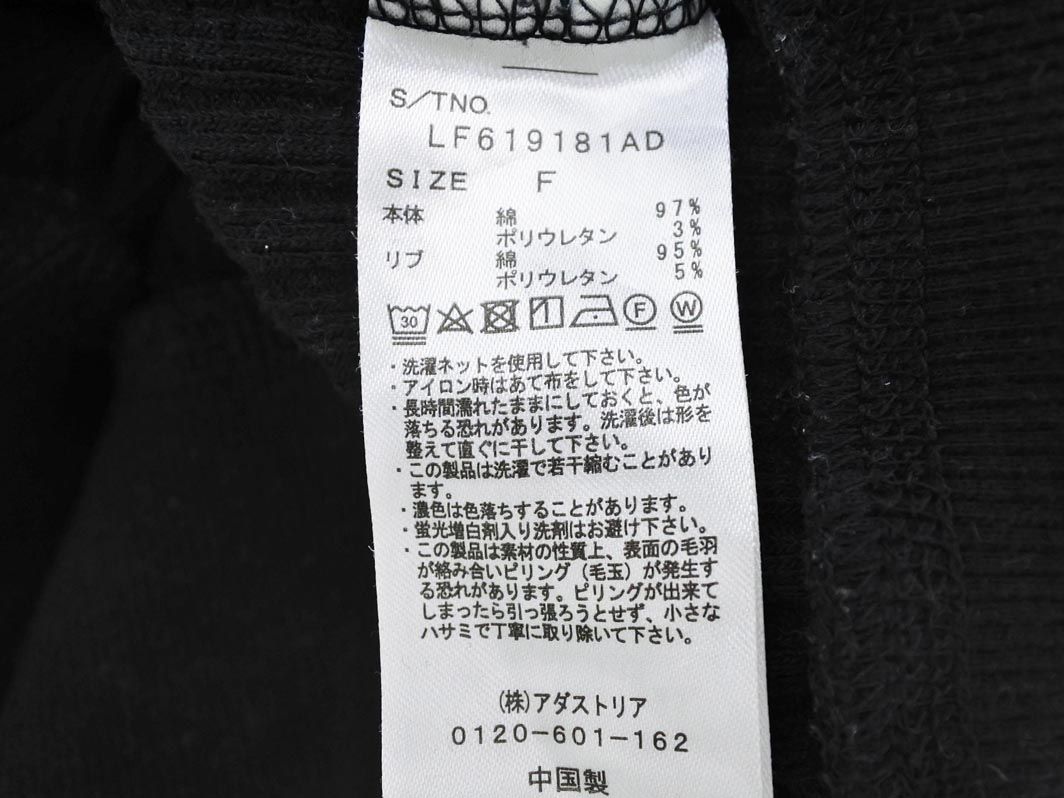 S/TNO.
LF619181AD
SIZE F
本体 綿 97%
ポリウレタン 3%
リブ 綿 95%
ポリウレタン 5%
30 F W
・洗濯ネットを使用して下さい。
・アイロン時はあて布をして下さい。
・長時間濡れたままにしておくと、色が
落ちる恐れがあります。洗濯後は形を
整えて直ぐに干して下さい。
・この製品は洗濯で若干縮むことがあり
ます。
・濃色は色落ちすることがあります。
・蛍光増白剤入り洗剤はお避け下さい。
・この製品は素材の性質上、表面の毛羽
が絡み合いピリング（毛玉）が発生す
る恐れがあります。ピリングが出来て
しまったら引っ張ろうとせず、小さな
ハサミで丁寧に取り除いて下さい。
(株)アダストリア
0120-601-162
中国製